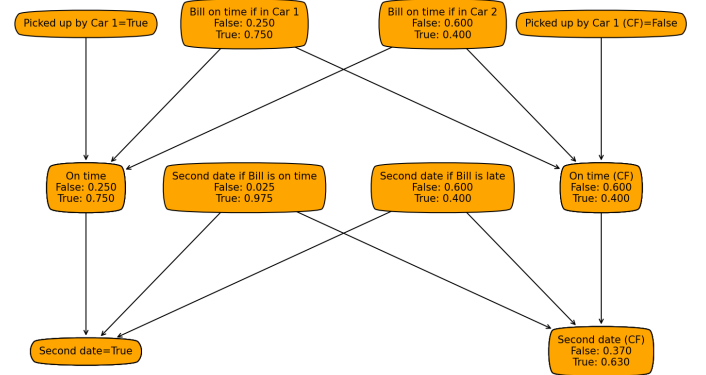 Picked up by Car 1=True
Bill on time if in Car 1
False: 0.250
True: 0.750
Bill on time if in Car 2
False: 0.600
True: 0.400
Picked up by Car 1 (CF)=False
On time
False: 0.250
True: 0.750
Second date if Bill is on time
False: 0.025
True: 0.975
Second date if Bill is late
False: 0.600
True: 0.400
On time (CF)
False: 0.600
True: 0.400
Second date=True
Second date (CF)
False: 0.370
True: 0.630